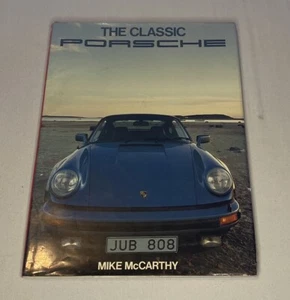 THE CLASSIC
PORSCHE
JUB 808
MIKE McCARTHY